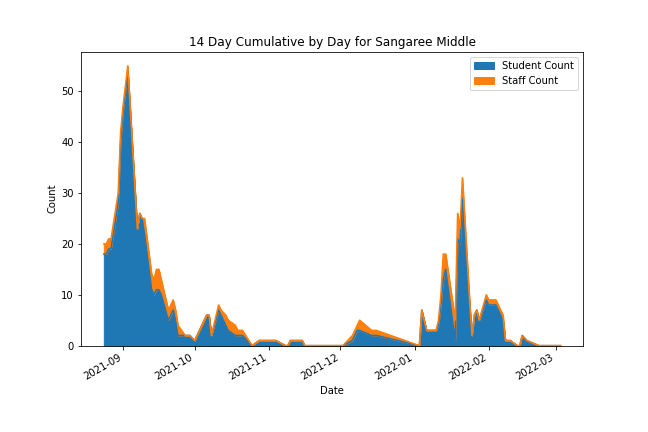 14 Day Cumulative by Day for Sangaree Middle
Student Count
Staff Count
50
40
30
20
10
0
Count
2021-09
2021-10
2021-11
2021-12
2022-01
2022-02
2022-03
Date